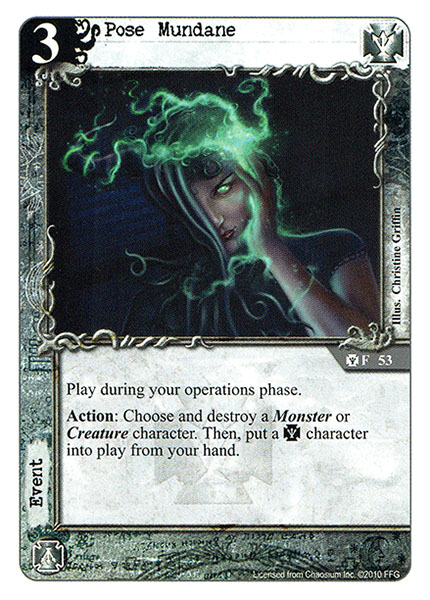 3
Pose Mundane
Illus. Christine Griffin
F 53
Play during your operations phase.
Action: Choose and destroy a Monster or
Creature character. Then, put a character
into play from your hand.
Event
Licensed from Chaosium Inc. ©2010 FFG